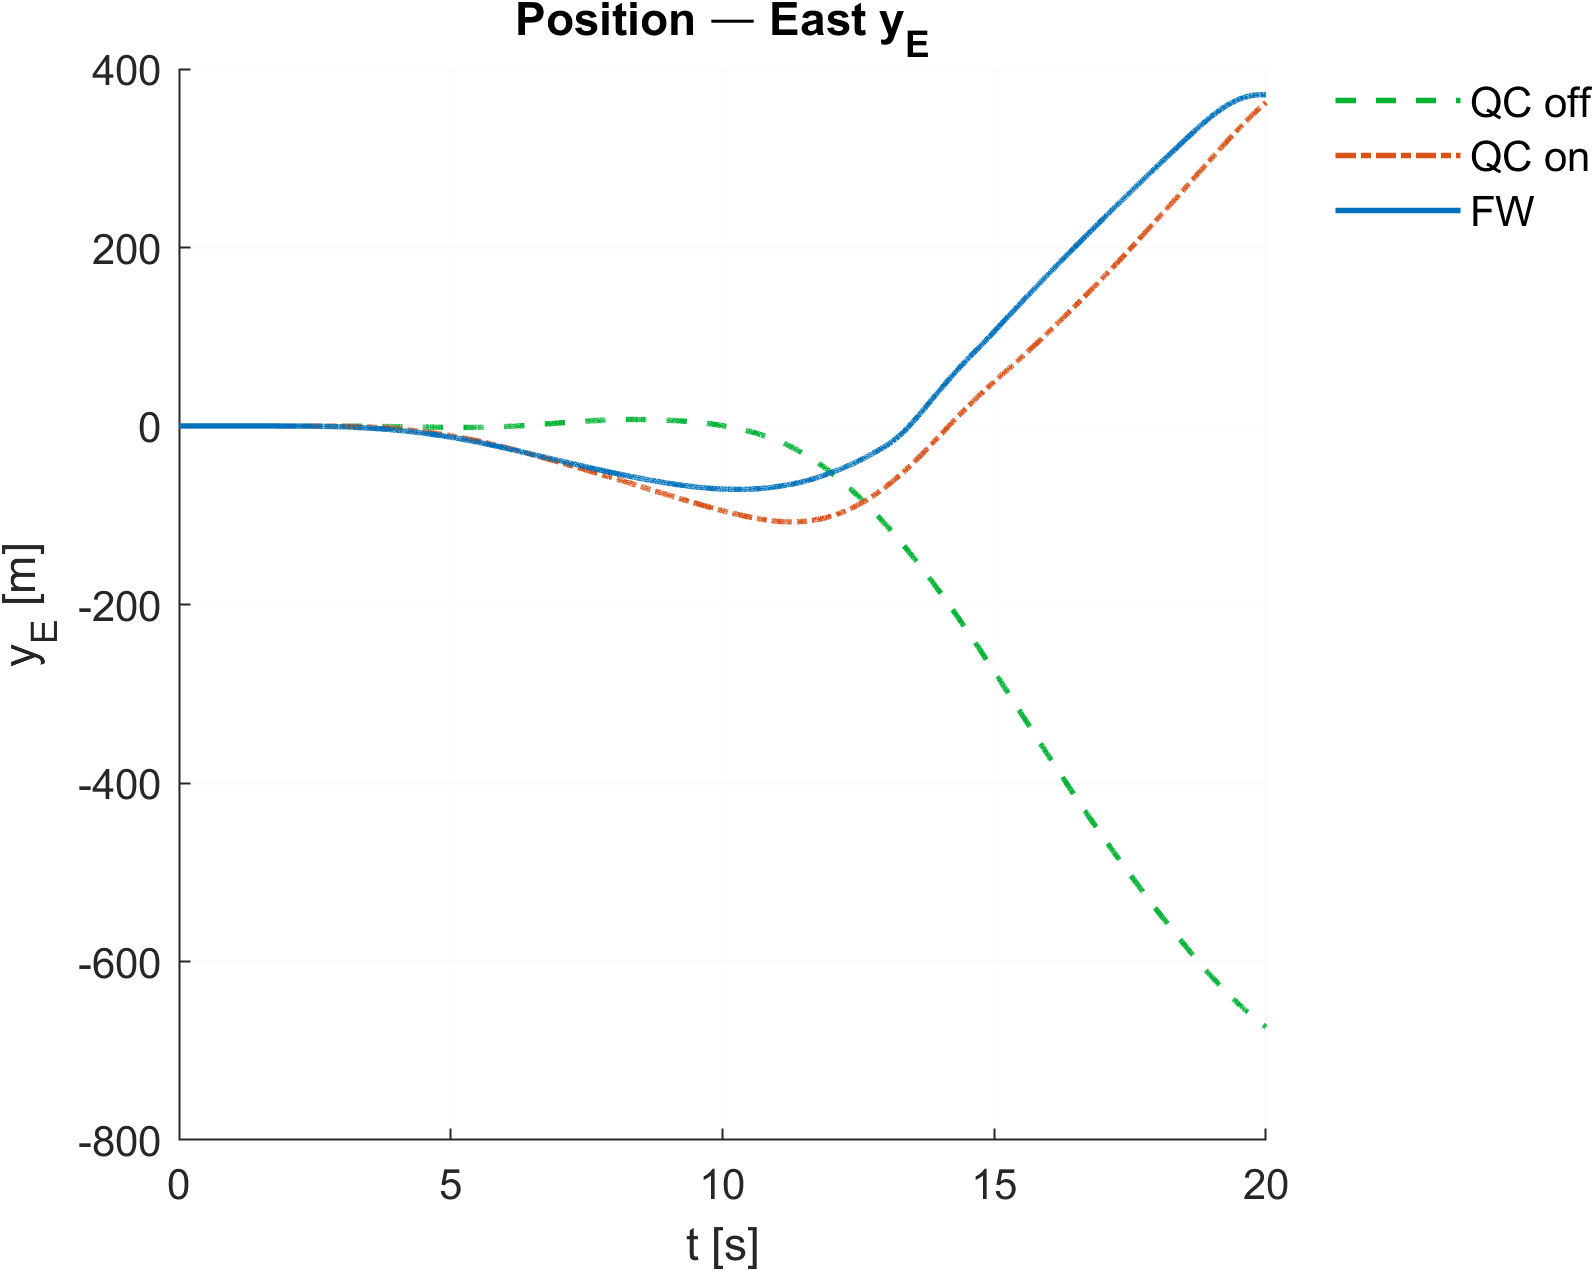 Position — East y_E
400
200
0
-200
-400
-600
-800
y_E [m]
0 5 10 15 20
t [s]
QC off
QC on
FW